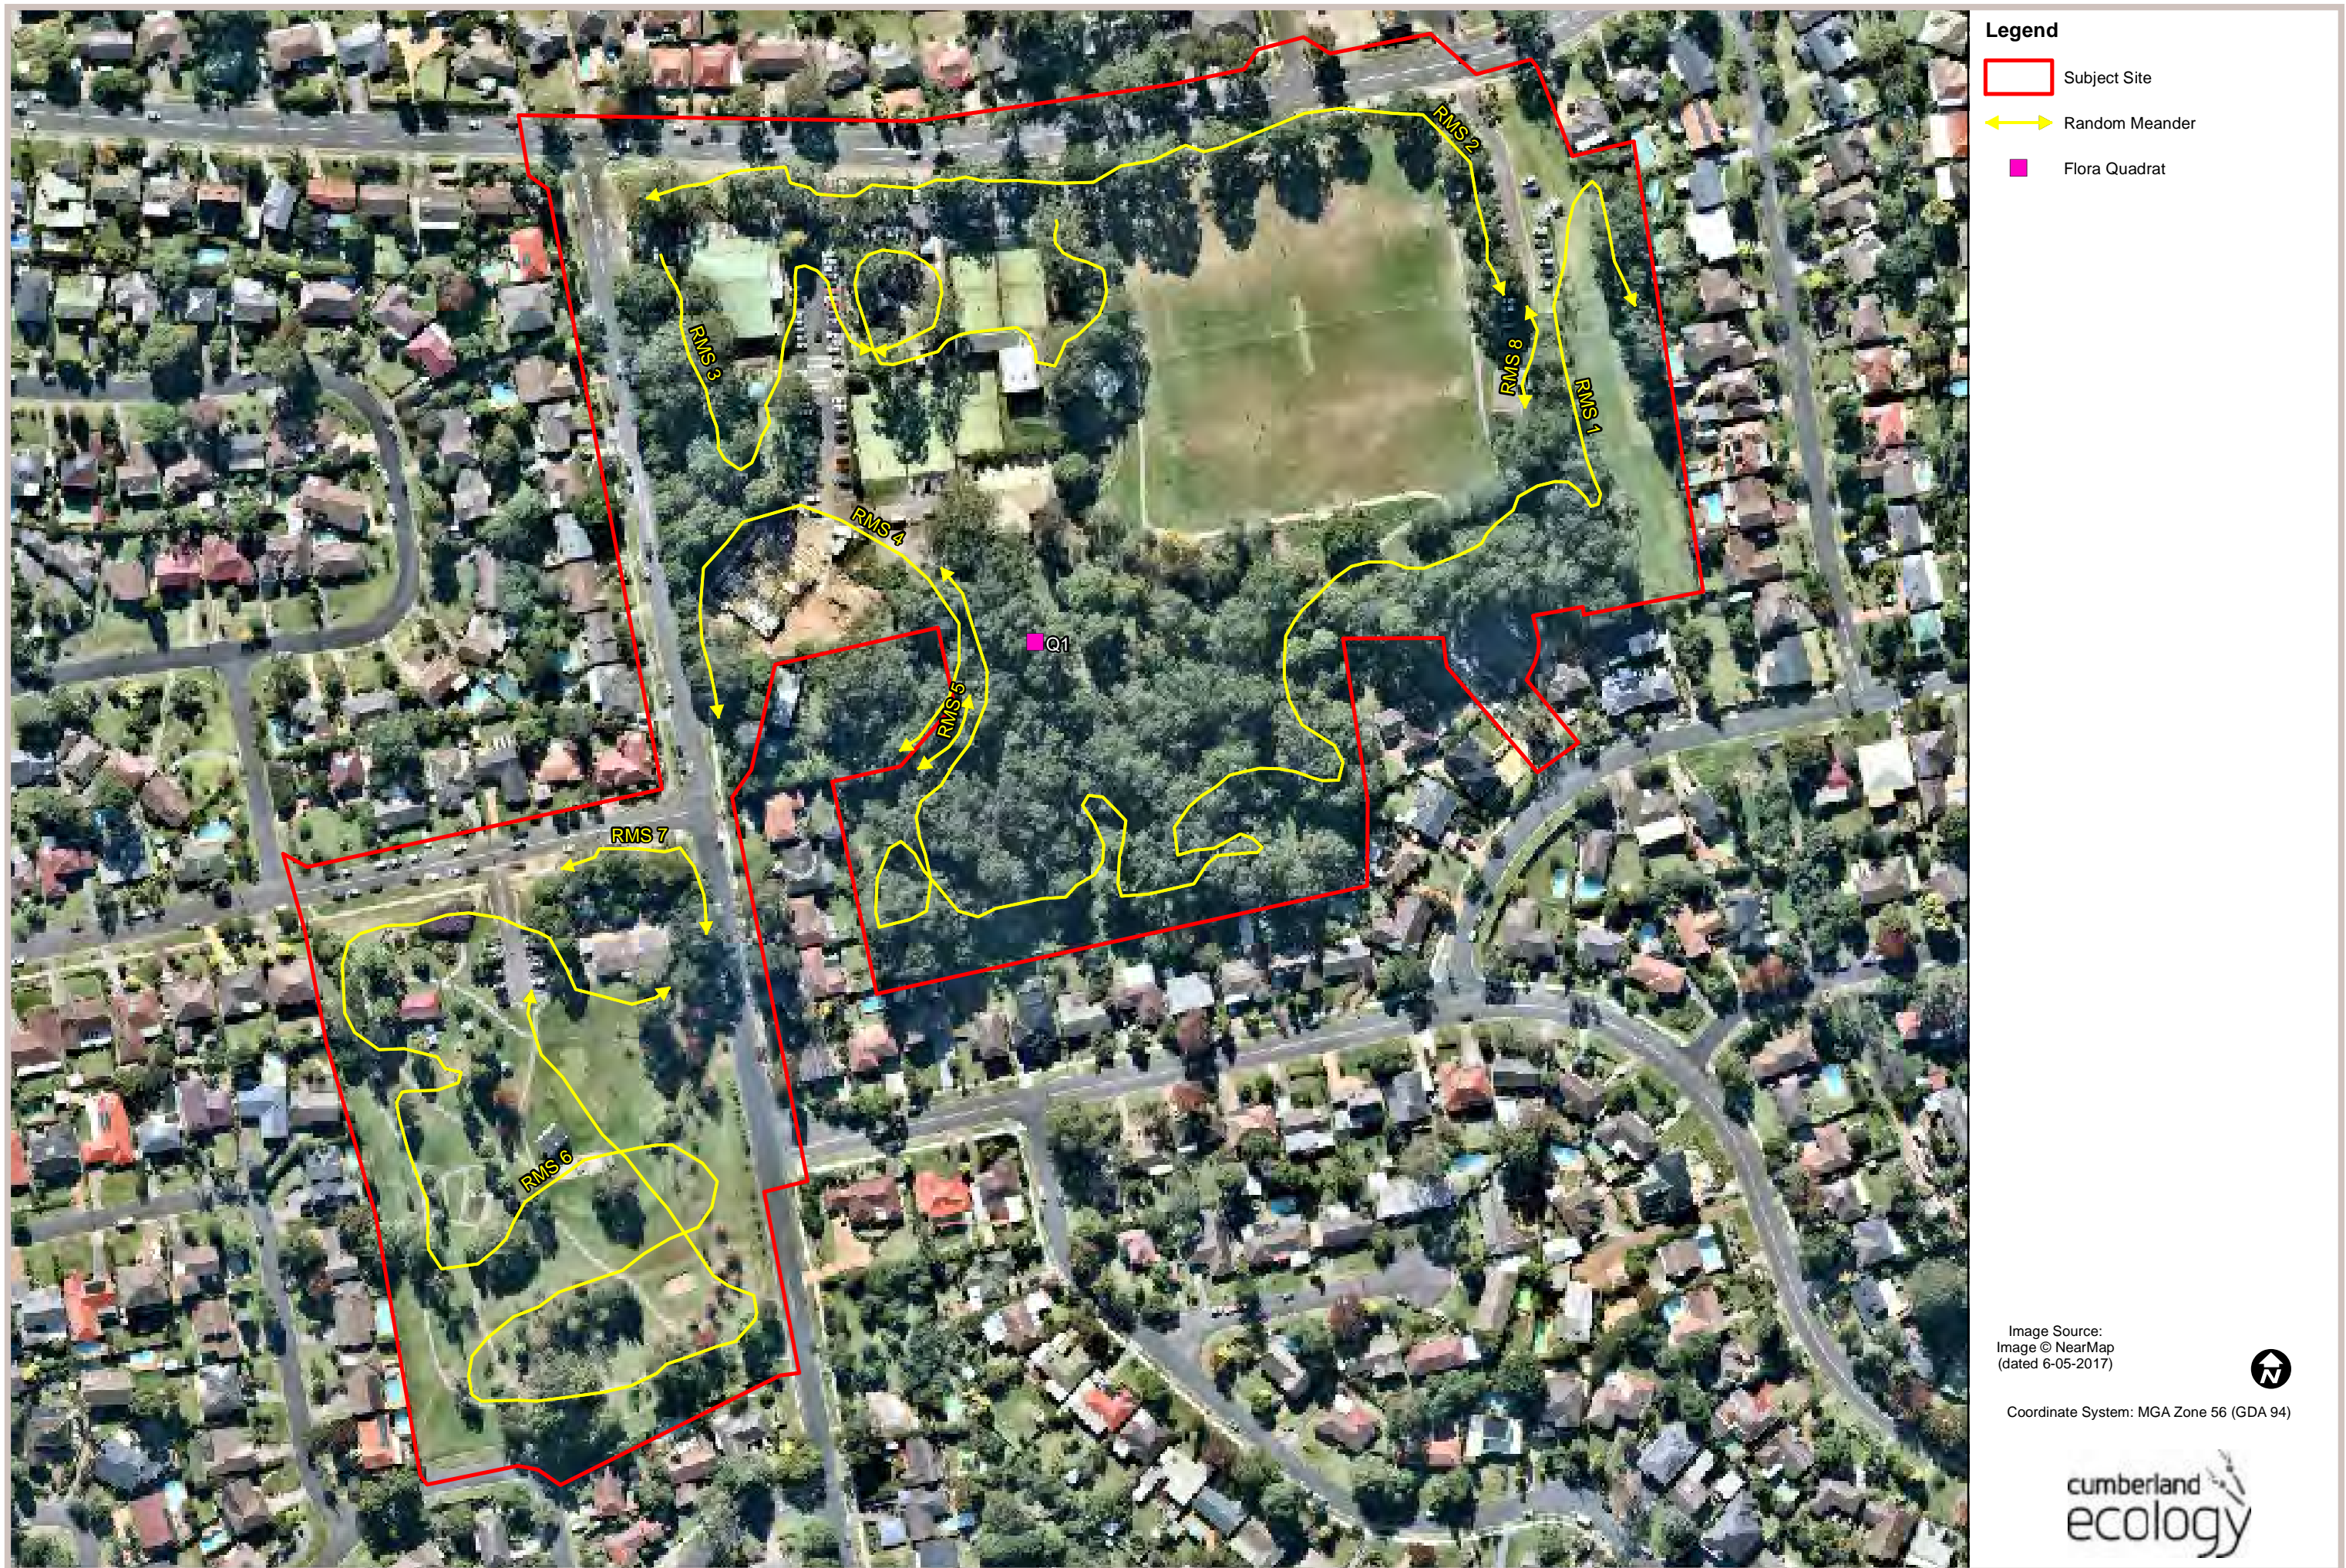 Legend
Subject Site
Random Meander
Flora Quadrat
RMS 2
RMS 3
RMS 8
RMS 1
RMS 4
Q1
RMS 5
RMS 7
RMS 6
Image Source:
Image © NearMap
(dated 6-05-2017)
N
Coordinate System: MGA Zone 56 (GDA 94)
cumberland
ecology